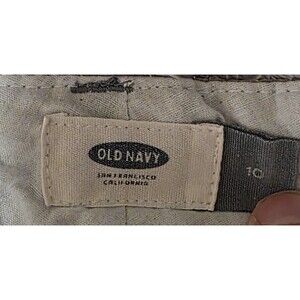 OLD NAVY
SAN FRANCISCO
CALIFORNIA
10